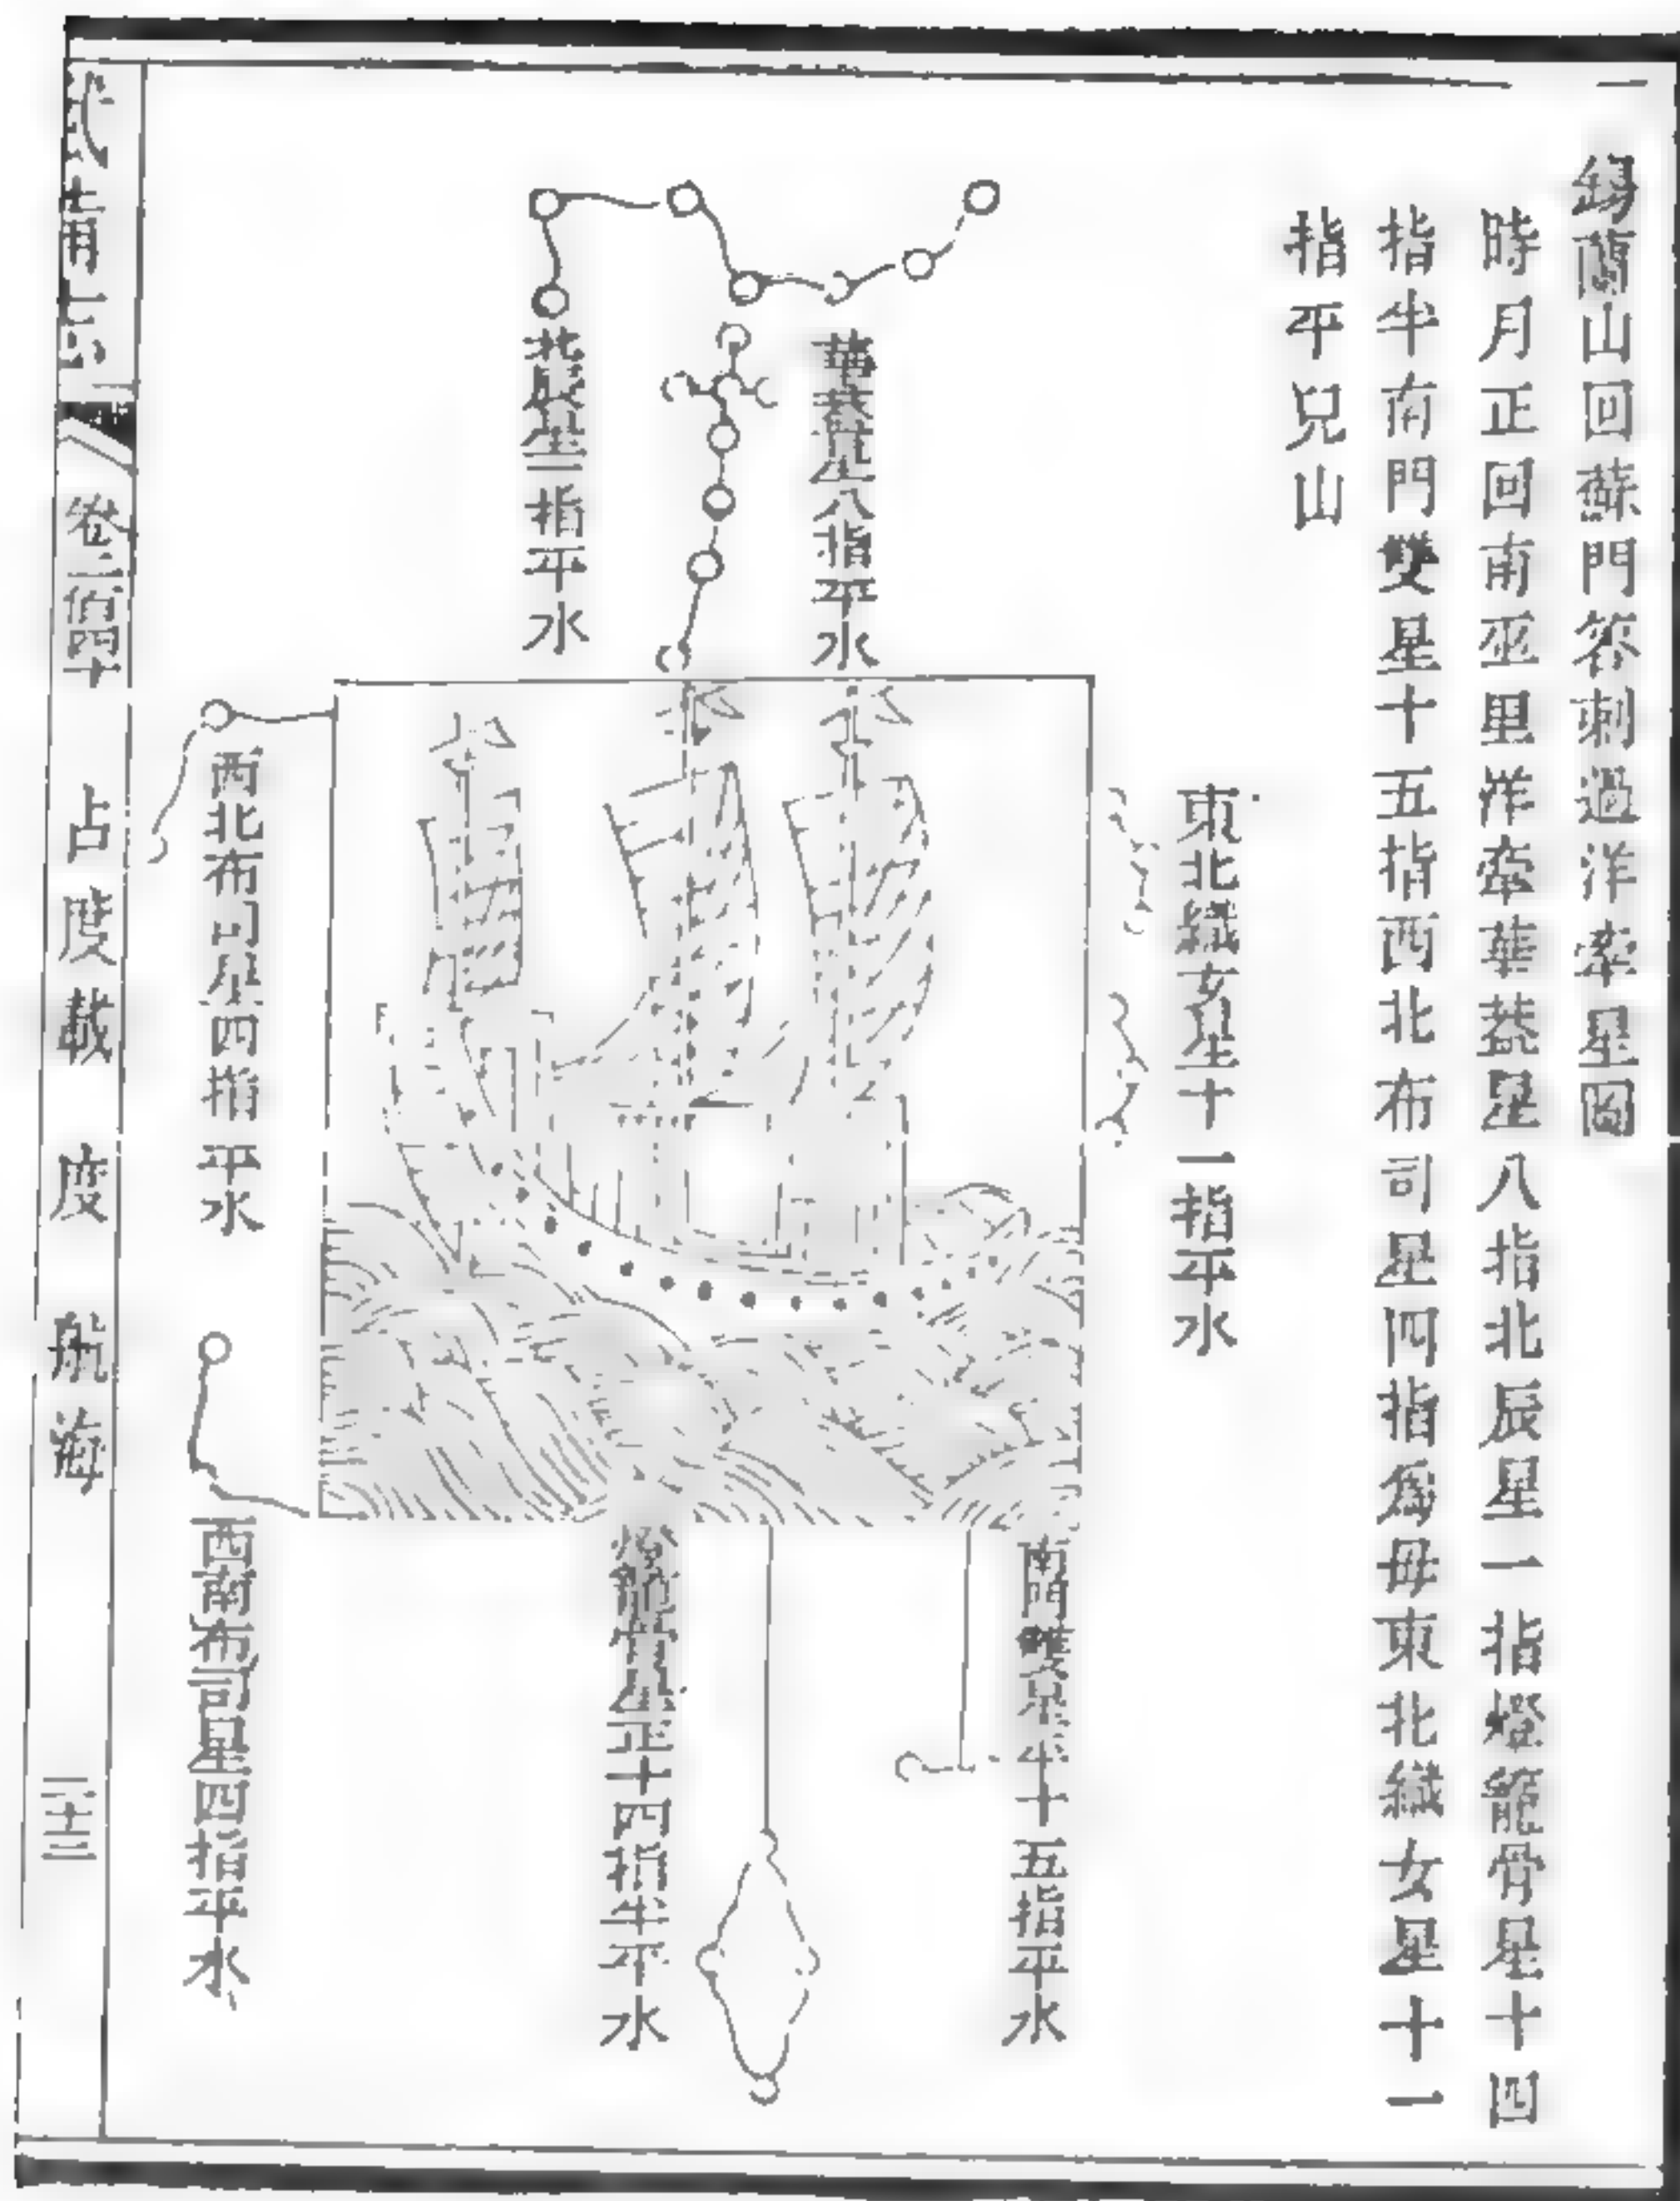 錫蘭山回蘇門答剌過洋牽星圖
時月正回南巫里洋牽華蓋星八指北辰星一指燈籠骨星十四
指半南門雙星十五指西北布司星四指爲母東北織女星十一
指平兒山
華蓋星八指平水
北辰星一指平水
東北織女星十一指平水
西北布司星四指平水
南門雙星平十五指平水
燈籠骨星正十四指半平水
西南布司星四指平水
武備志
卷二百四十
占度載
度
航海
二十三